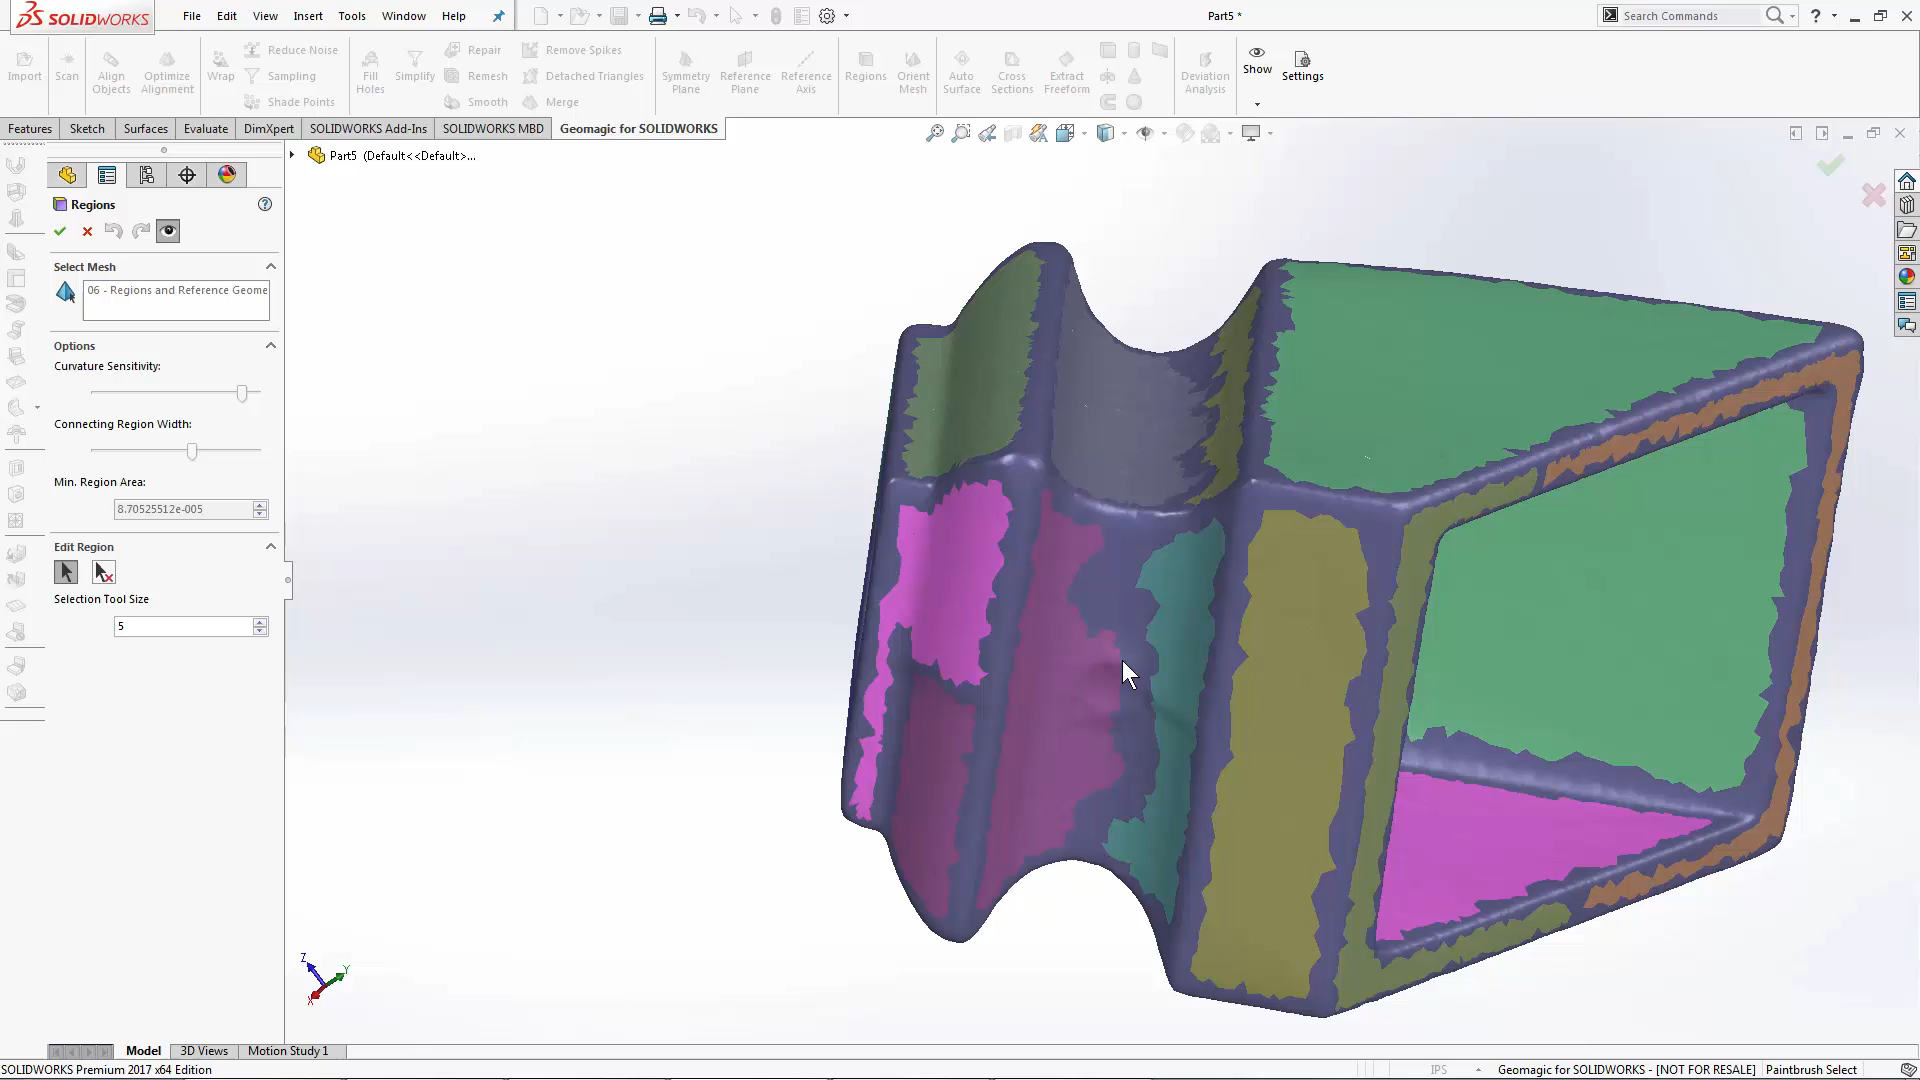 SOLIDWORKS File Edit View Insert Tools Window Help Part5 * Search Commands ?
Import Scan Align Objects Optimize Alignment Wrap Reduce Noise Sampling Shade Points Fill Holes Simplify Repair Remesh Smooth Remove Spikes Detached Triangles Merge Symmetry Plane Reference Plane Reference Axis Regions Orient Mesh Auto Surface Cross Sections Extract Freeform Deviation Analysis Show Settings
Features Sketch Surfaces Evaluate DimXpert SOLIDWORKS Add-Ins SOLIDWORKS MBD Geomagic for SOLIDWORKS
Part5 (Default<<Default>...
Regions ?
Select Mesh
06 - Regions and Reference Geome
Options
Curvature Sensitivity:
Connecting Region Width:
Min. Region Area:
8.70525512e-005
Edit Region
Selection Tool Size
5
Z Y
X
Model 3D Views Motion Study 1
SOLIDWORKS Premium 2017 x64 Edition IPS Geomagic for SOLIDWORKS - [NOT FOR RESALE] Paintbrush Select